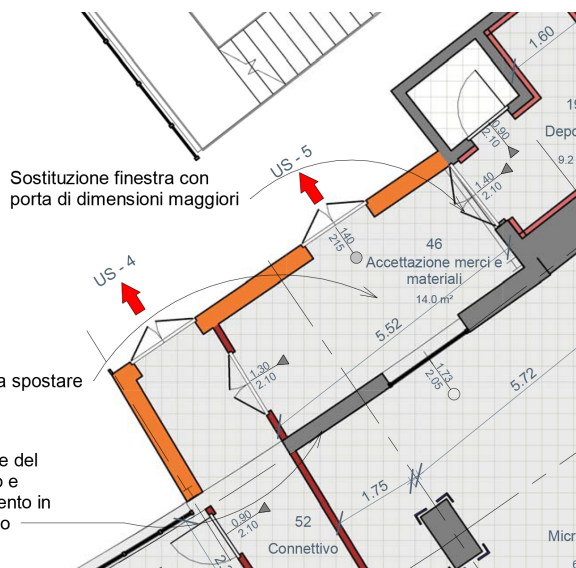 1.60
19
Depo
9.2
0.90
2.10
US - 5
Sostituzione finestra con
porta di dimensioni maggiori
1.40
2.10
140
215
46
Accettazione merci e
materiali
14.0 m²
US - 4
5.52
a spostare
1.30
2.10
1.73
2.05
5.72
e del
o e
ento in
o
1.75
0.90
2.10
52
Connettivo
Micr